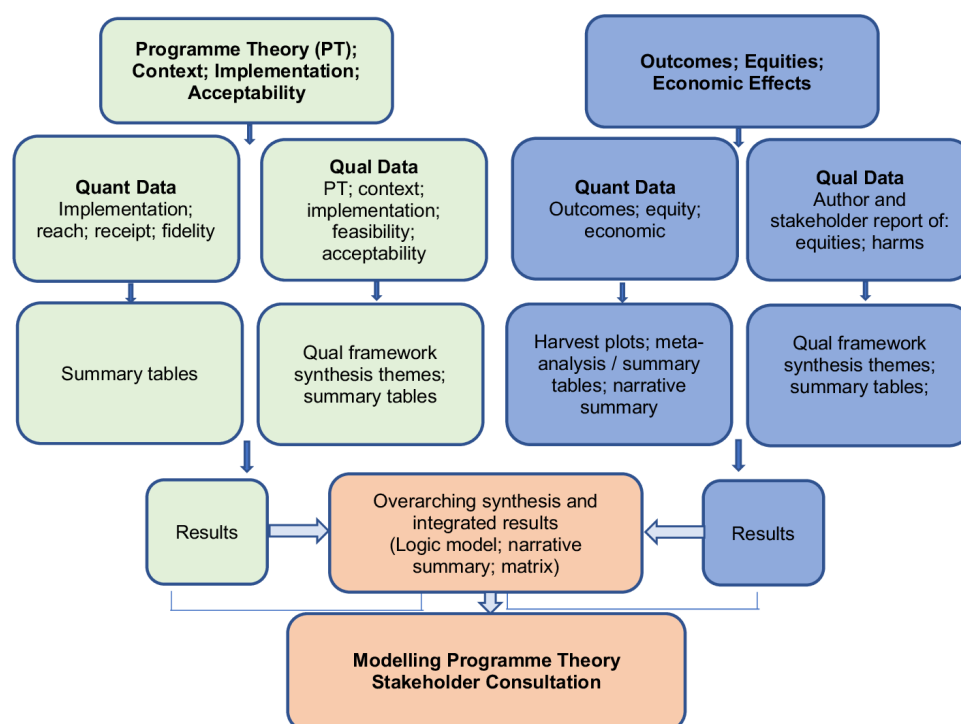 Programme Theory (PT);
Context; Implementation;
Acceptability
Outcomes; Equities;
Economic Effects
Quant Data
Implementation;
reach; receipt; fidelity
Qual Data
PT; context;
implementation;
feasibility;
acceptability
Quant Data
Outcomes; equity;
economic
Qual Data
Author and
stakeholder report of:
equities; harms
Summary tables
Qual framework
synthesis themes;
summary tables
Harvest plots; meta-
analysis / summary
tables; narrative
summary
Qual framework
synthesis themes;
summary tables;
Results
Overarching synthesis and
integrated results
(Logic model; narrative
summary; matrix)
Results
Modelling Programme Theory
Stakeholder Consultation